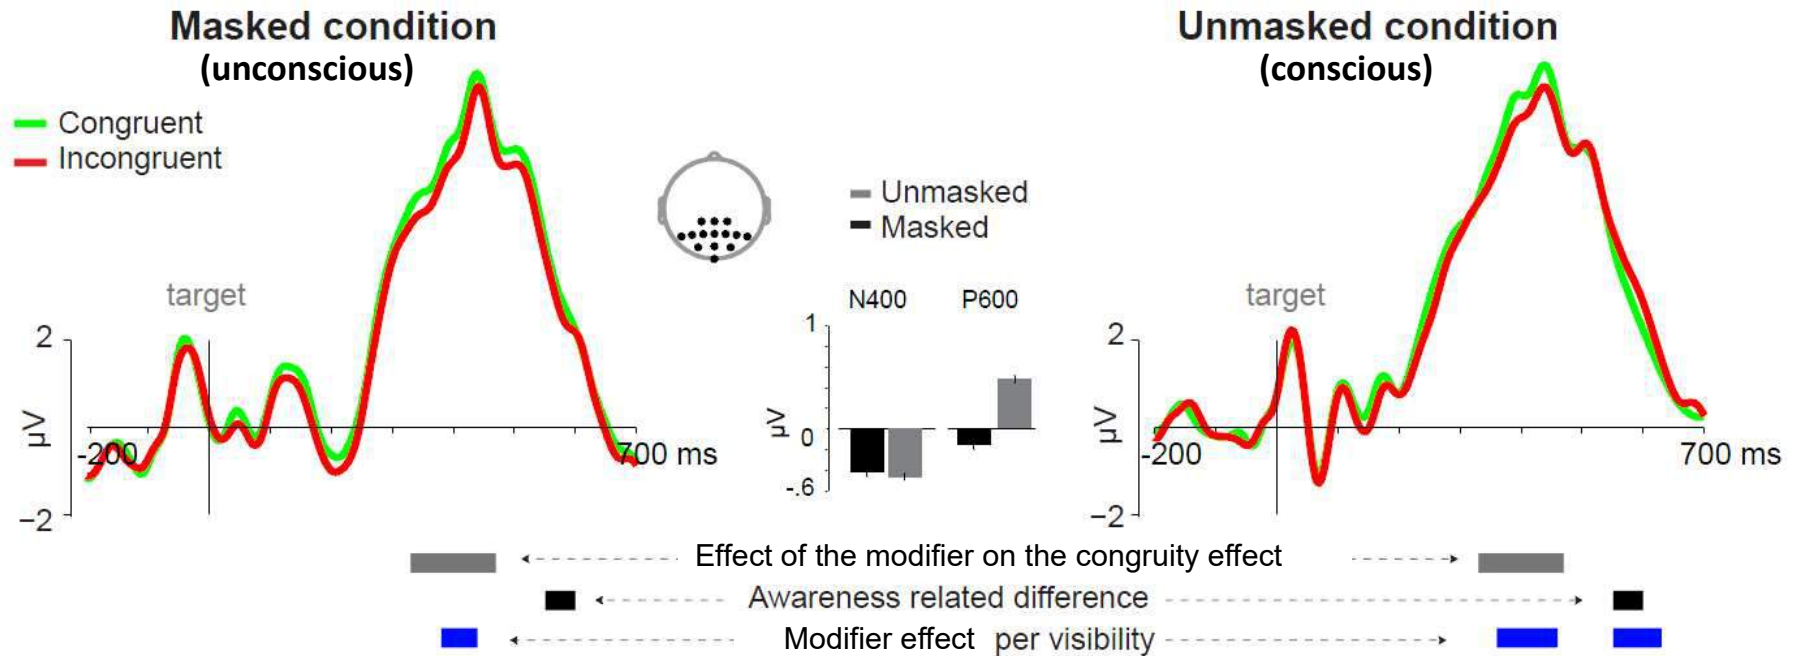 Masked condition
(unconscious)
Unmasked condition
(conscious)
Congruent
Incongruent
Unmasked
Masked
target
target
N400 P600
2
µV
-200
700 ms
−2
1
µV
0
-.6
2
µV
-200
700 ms
−2
Effect of the modifier on the congruity effect
Awareness related difference
Modifier effect per visibility